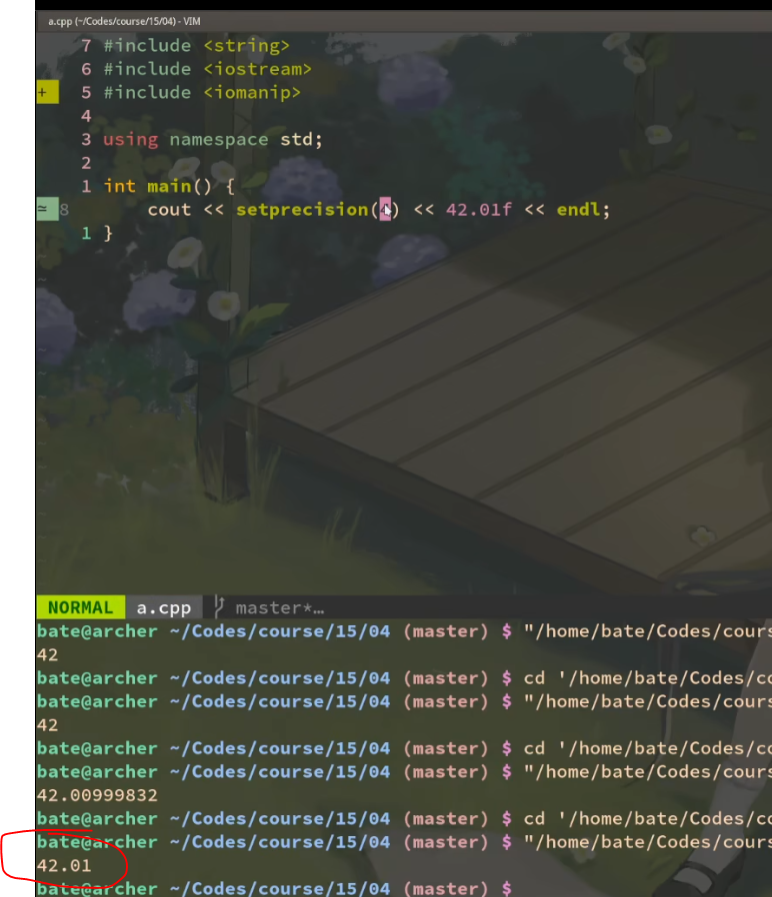 a.cpp (~/Codes/course/15/04) - VIM
7 #include <string>
6 #include <iostream>
+ 5 #include <iomanip>
4
3 using namespace std;
2
1 int main() {
≈ 8 cout << setprecision() << 42.01f << endl;
1 }
NORMAL a.cpp master*…
bate@archer ~/Codes/course/15/04 (master) $ "/home/bate/Codes/cours
42
bate@archer ~/Codes/course/15/04 (master) $ cd '/home/bate/Codes/co
bate@archer ~/Codes/course/15/04 (master) $ "/home/bate/Codes/cours
42
bate@archer ~/Codes/course/15/04 (master) $ cd '/home/bate/Codes/co
bate@archer ~/Codes/course/15/04 (master) $ "/home/bate/Codes/cours
42.00999832
bate@archer ~/Codes/course/15/04 (master) $ cd '/home/bate/Codes/co
bate@archer ~/Codes/course/15/04 (master) $ "/home/bate/Codes/cours
42.01
bate@archer ~/Codes/course/15/04 (master) $